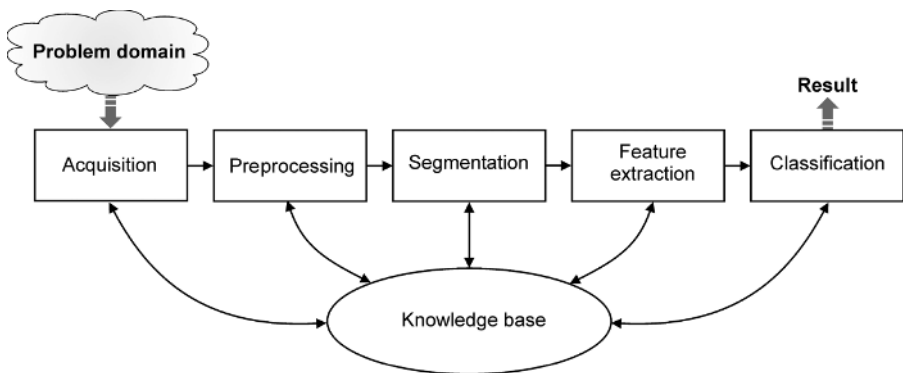 Problem domain
Result
Acquisition
Preprocessing
Segmentation
Feature
extraction
Classification
Knowledge base